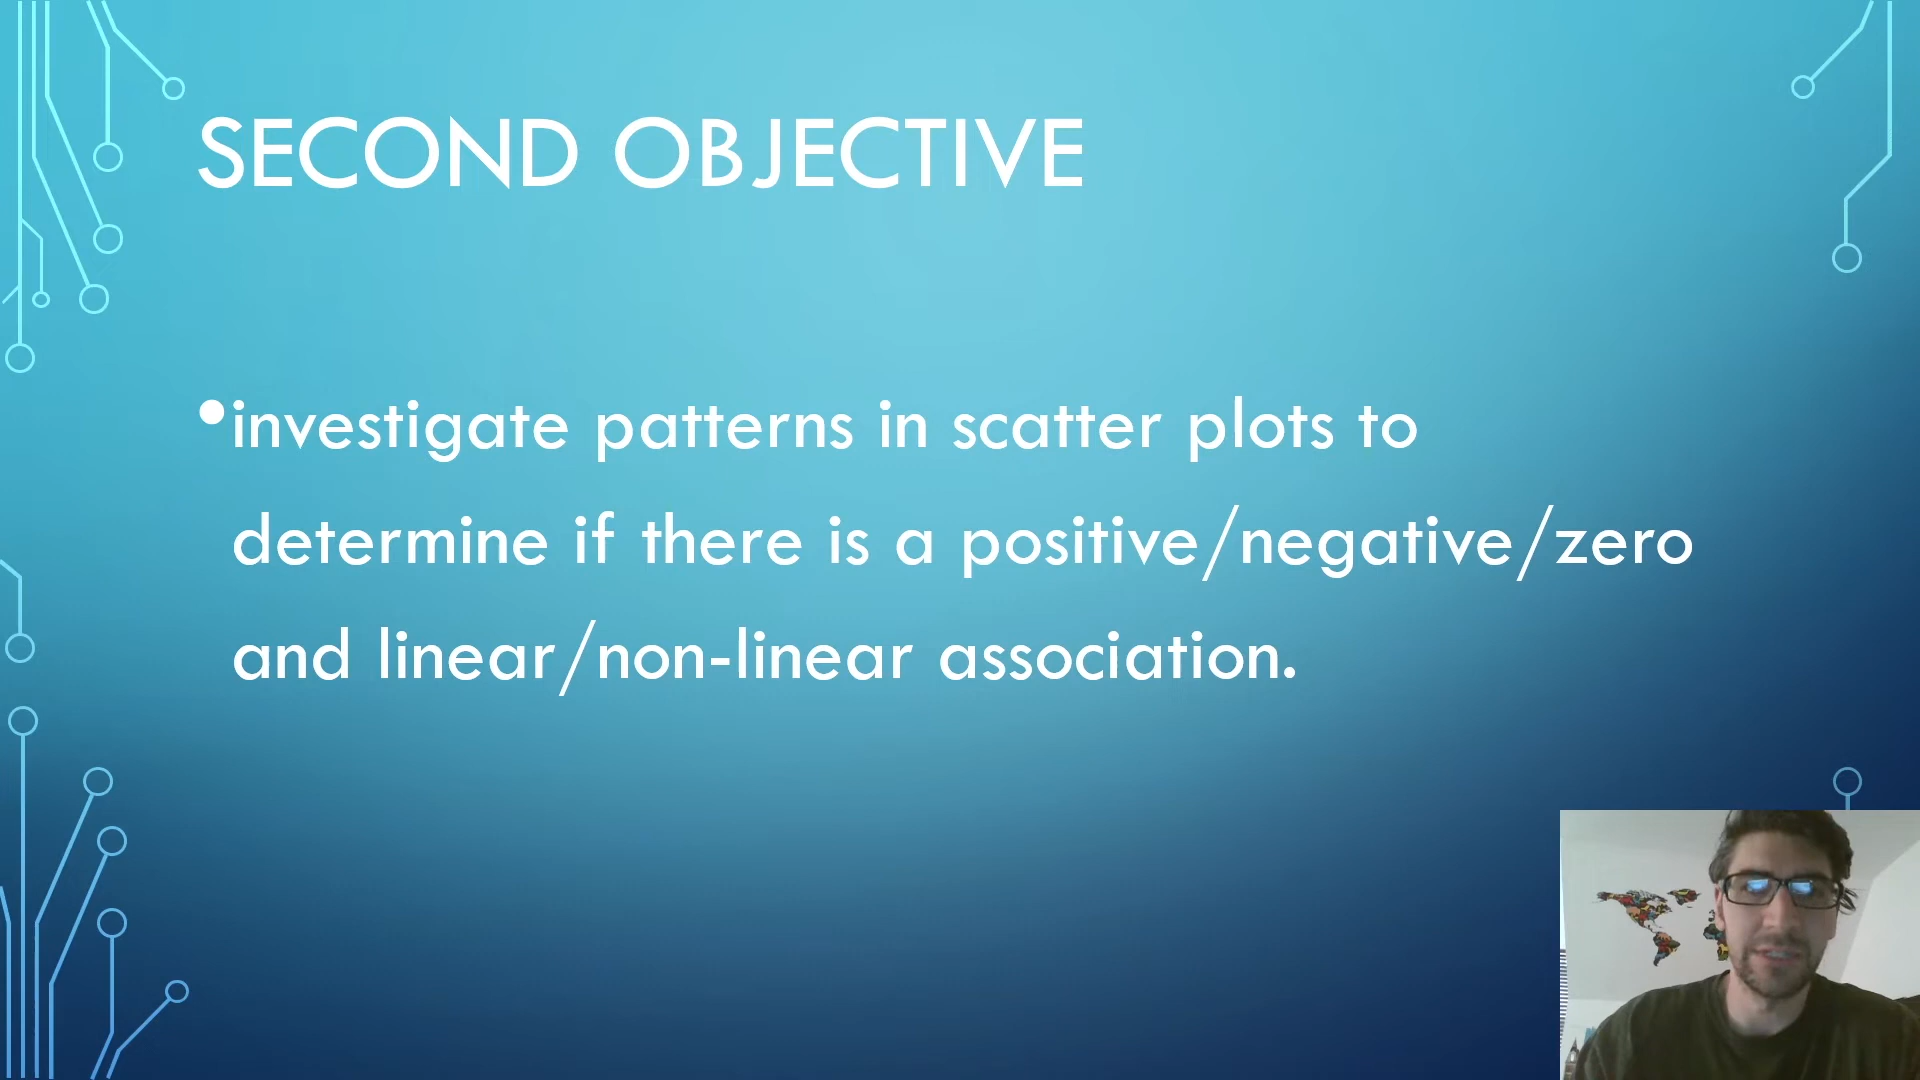 SECOND OBJECTIVE
•investigate patterns in scatter plots to
determine if there is a positive/negative/zero
and linear/non-linear association.